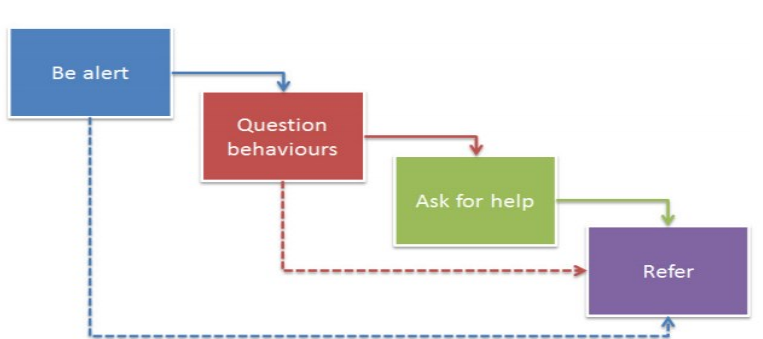 Be alert
Question
behaviours
Ask for help
Refer